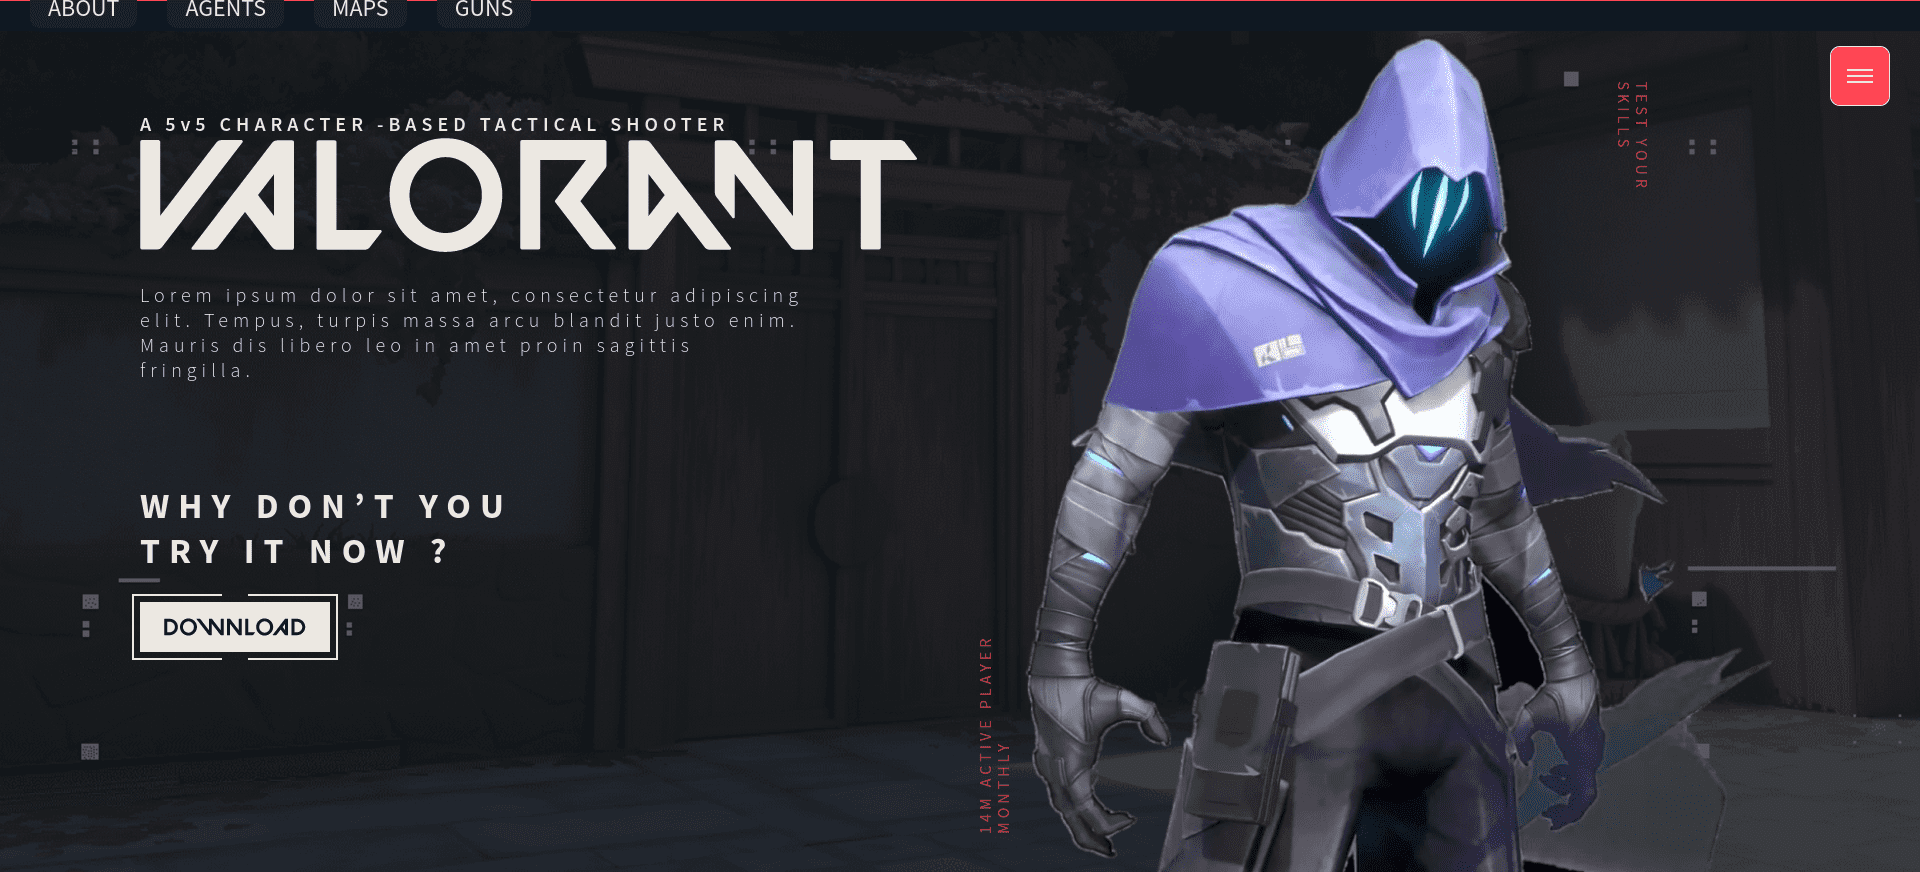 ABOUT AGENTS MAPS GUNS
A 5v5 CHARACTER -BASED TACTICAL SHOOTER
VALORANT
Lorem ipsum dolor sit amet, consectetur adipiscing
elit. Tempus, turpis massa arcu blandit justo enim.
Mauris dis libero leo in amet proin sagittis
fringilla.
WHY DON’T YOU
TRY IT NOW ?
DOWNLOAD
TEST YOUR
SKILLS
14M ACTIVE PLAYER
MONTHLY